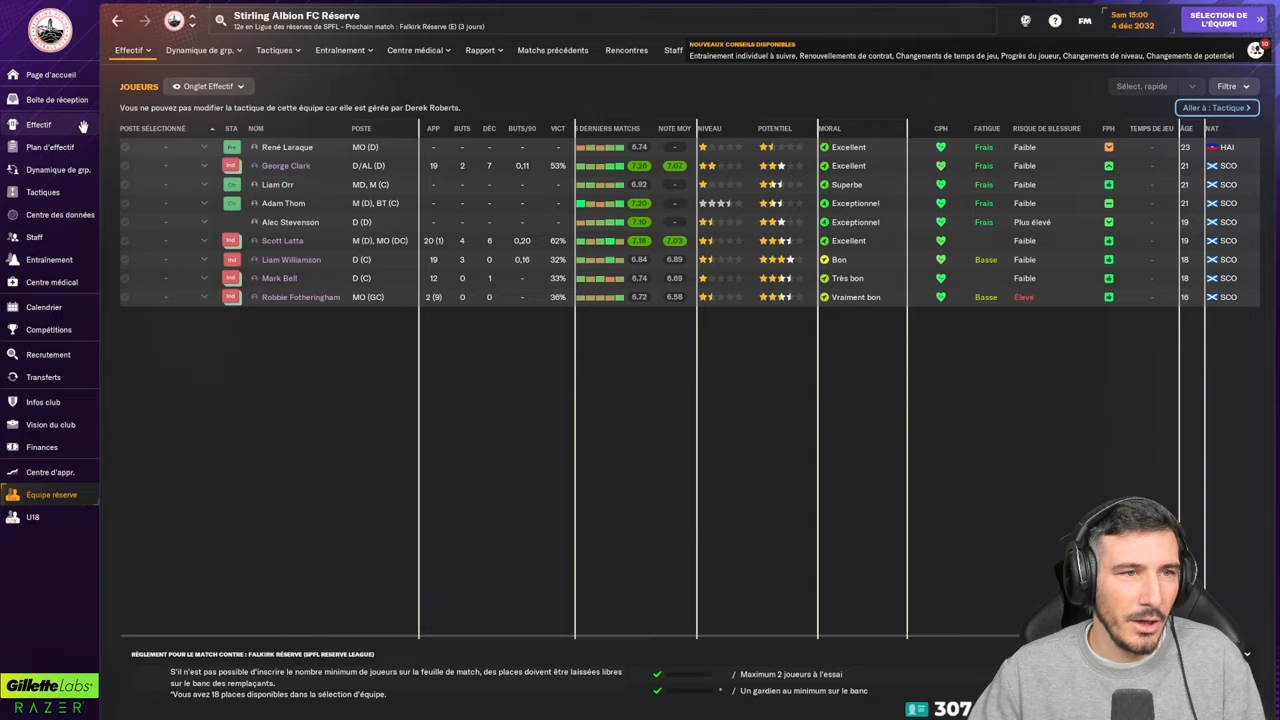 Stirling Albion FC Réserve
12e en Ligue des réserves de SPFL - Prochain match : Falkirk Réserve (E) (3 jours)
FM
Sam 15:00
4 déc 2032
SÉLECTION DE
L'ÉQUIPE
Effectif
Dynamique de grp.
Tactiques
Entraînement
Centre médical
Rapport
Matchs précédents
Rencontres
Staff
NOUVEAUX CONSEILS DISPONIBLES
Entraînement individuel à suivre, Renouvellements de contrat, Changements de temps de jeu, Progrès du joueur, Changements de niveau, Changements de potentiel
10
Page d'accueil
Boîte de réception
Effectif
Plan d'effectif
Dynamique de grp.
Tactiques
Centre des données
Staff
Entraînement
Centre médical
Calendrier
Compétitions
Recrutement
Transferts
Infos club
Vision du club
Finances
Centre d'appr.
Équipe réserve
U18
JOUEURS
Onglet Effectif
Sélect. rapide
Filtre
Vous ne pouvez pas modifier la tactique de cette équipe car elle est gérée par Derek Roberts.
Aller à : Tactique >
POSTE SÉLECTIONNÉ STA NOM POSTE APP BUTS DÉC BUTS/90 VICT 5 DERNIERS MATCHS NOTE MOY NIVEAU POTENTIEL MORAL CPH FATIGUE RISQUE DE BLESSURE FPH TEMPS DE JEU ÂGE NAT
- Pre René Laraque MO (D) - - - - - 6.74 - Excellent Frais Faible - 23 HAI
- Ind George Clark D/AL (D) 19 2 7 0,11 53% 7.26 7.07 Excellent Frais Faible - 21 SCO
- Ctr Liam Orr MD, M (C) - - - - - 6.92 - Superbe Frais Faible - 21 SCO
- Ctr Adam Thom M (D), BT (C) - - - - - 7.20 - Exceptionnel Frais Faible - 21 SCO
- Alec Stevenson D (D) - - - - - 7.10 - Exceptionnel Frais Plus élevé - 19 SCO
- Ind Scott Latta M (D), MO (DC) 20 (1) 4 6 0,20 62% 7.16 7.03 Excellent Faible - 19 SCO
- Ind Liam Williamson D (C) 19 3 0 0,16 32% 6.84 6.89 Bon Basse Faible - 18 SCO
- Ind Mark Bell D (C) 12 0 1 - 33% 6.74 6.69 Très bon Faible - 18 SCO
- Ind Robbie Fotheringham MO (GC) 2 (9) 0 0 - 36% 6.72 6.58 Vraiment bon Basse Élevé - 16 SCO
RÈGLEMENT POUR LE MATCH CONTRE : FALKIRK RÉSERVE (SPFL RESERVE LEAGUE)
S'il n'est pas possible d'inscrire le nombre minimum de joueurs sur la feuille de match, des places doivent être laissées libres
sur le banc des remplaçants.
*Vous avez 18 places disponibles dans la sélection d'équipe.
/ Maximum 2 joueurs à l'essai
* / Un gardien au minimum sur le banc
307
Gillette Labs
RAZER